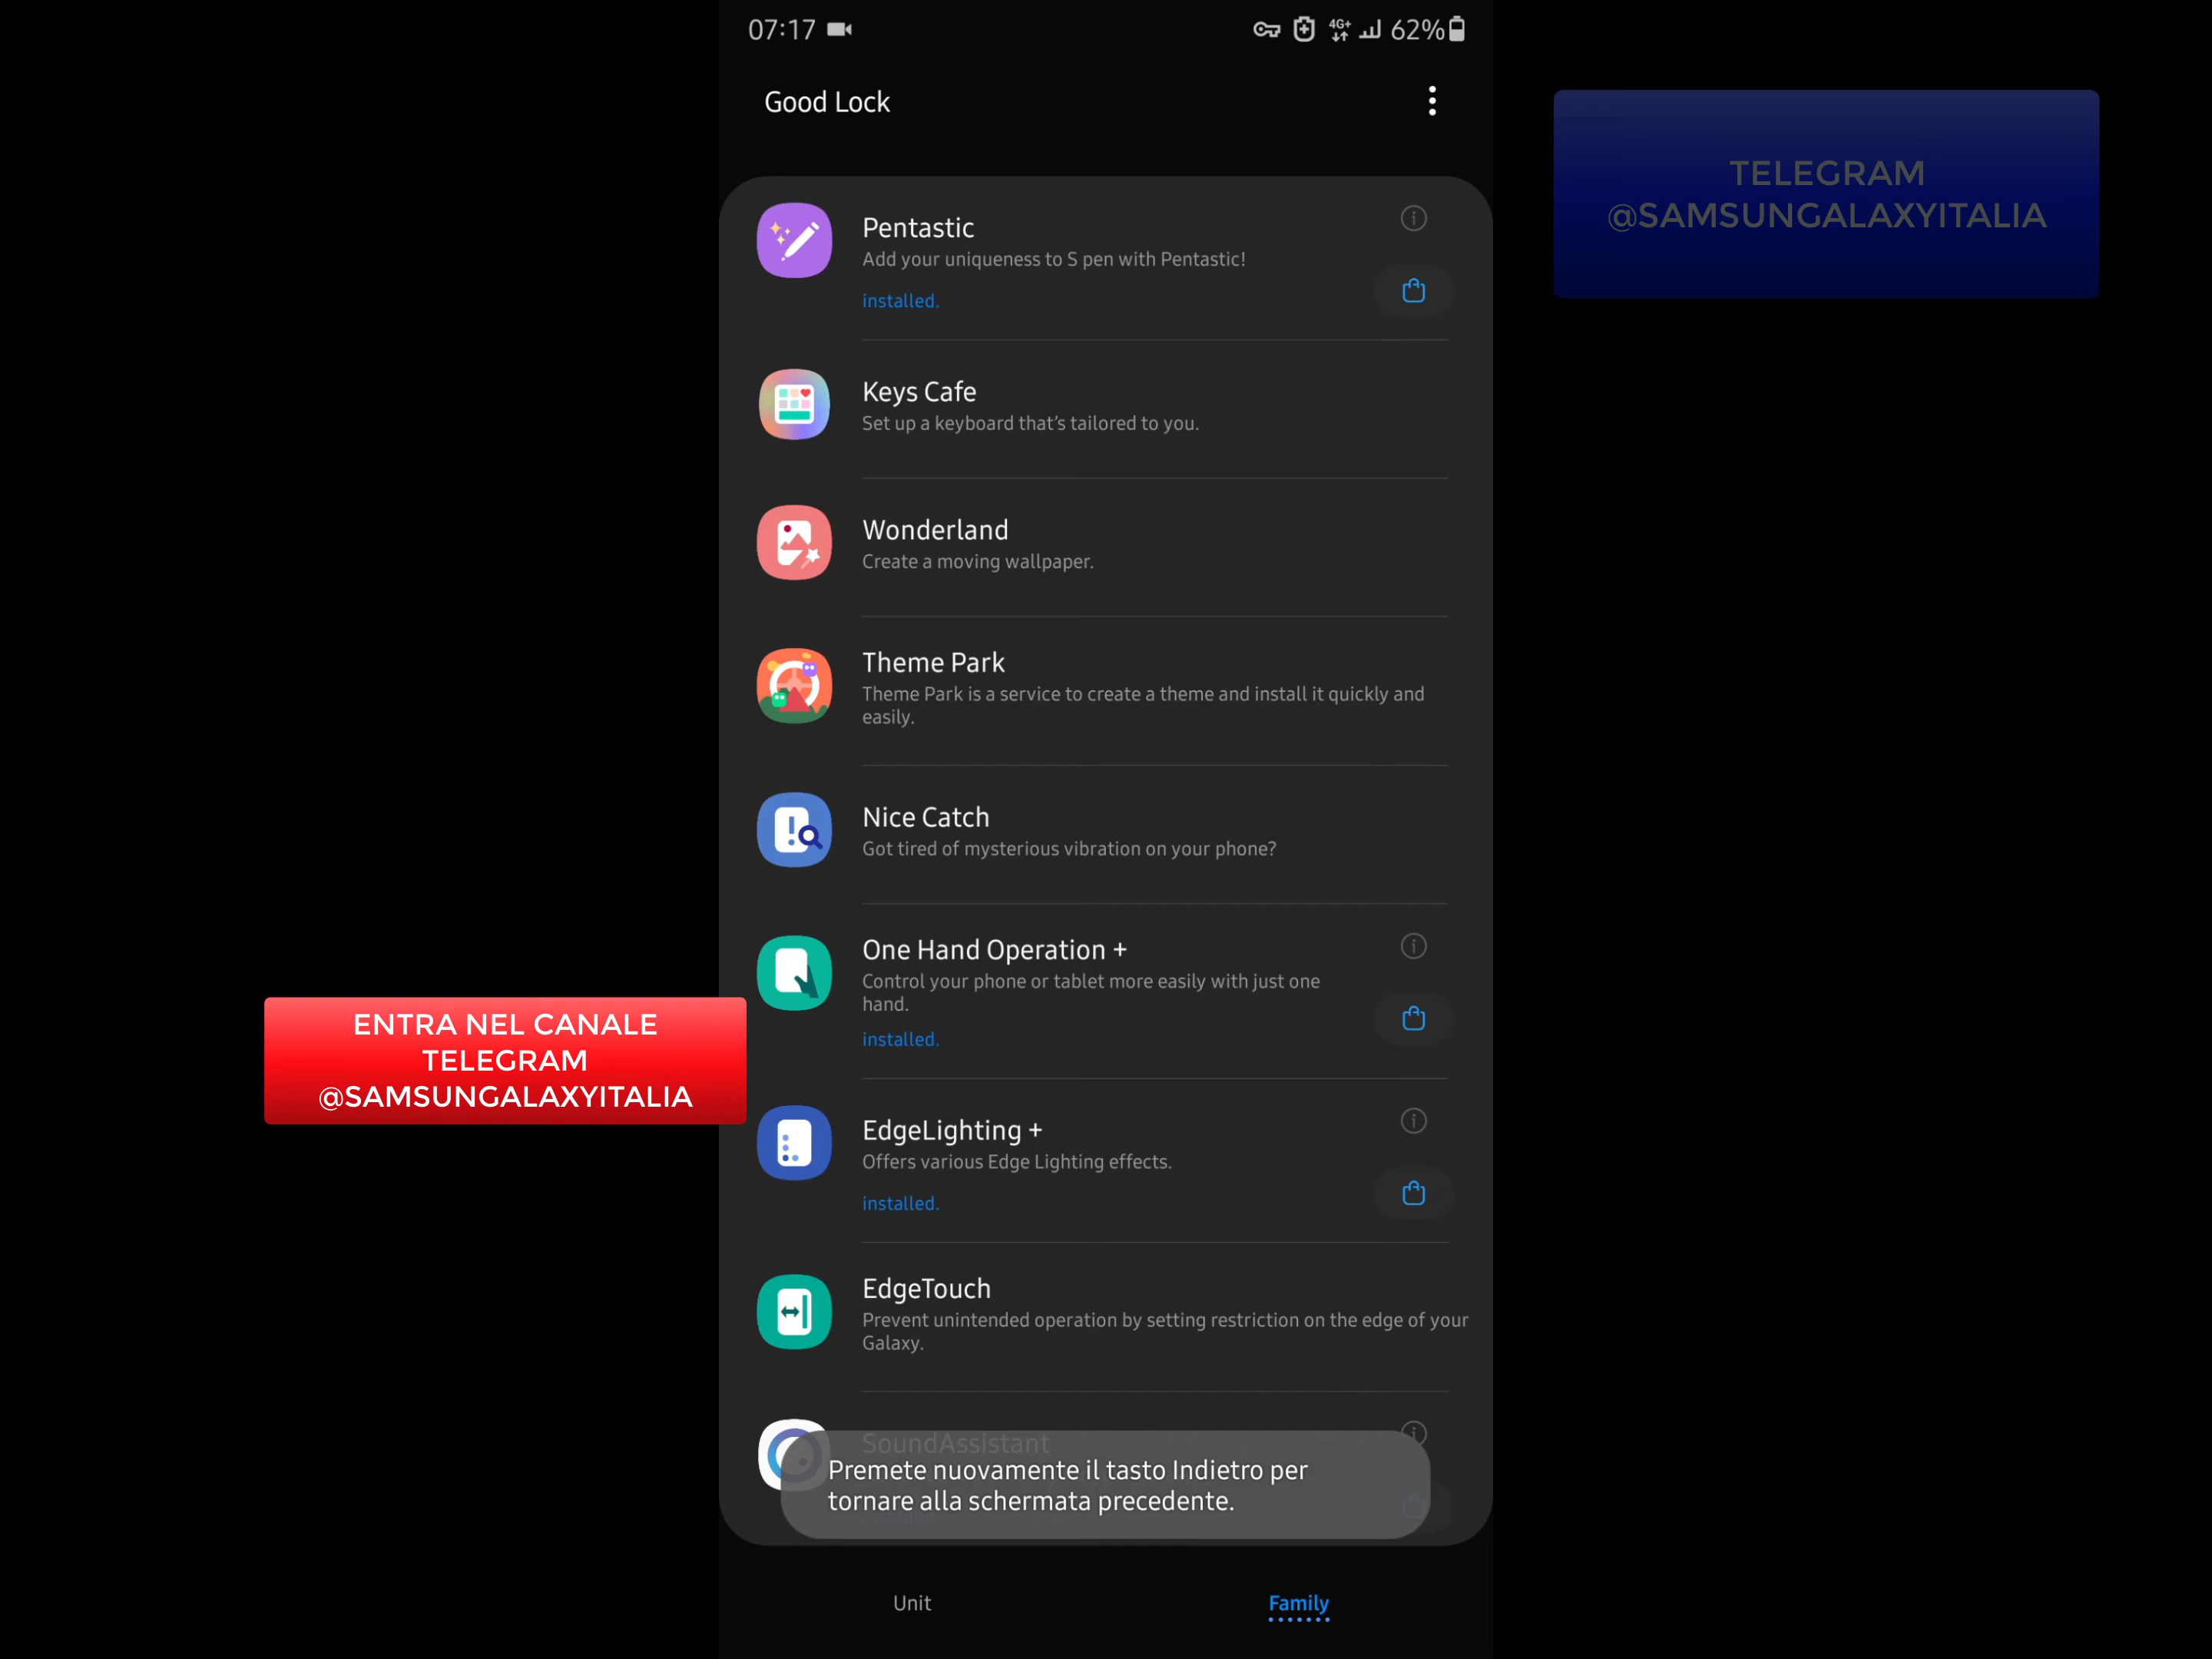 07:17
4G+
62%
Good Lock
TELEGRAM
@SAMSUNGALAXYITALIA
Pentastic
Add your uniqueness to S pen with Pentastic!
installed.
Keys Cafe
Set up a keyboard that's tailored to you.
Wonderland
Create a moving wallpaper.
Theme Park
Theme Park is a service to create a theme and install it quickly and
easily.
Nice Catch
Got tired of mysterious vibration on your phone?
One Hand Operation +
Control your phone or tablet more easily with just one
hand.
installed.
ENTRA NEL CANALE
TELEGRAM
@SAMSUNGALAXYITALIA
EdgeLighting +
Offers various Edge Lighting effects.
installed.
EdgeTouch
Prevent unintended operation by setting restriction on the edge of your
Galaxy.
SoundAssistant
Premete nuovamente il tasto Indietro per
tornare alla schermata precedente.
Unit
Family